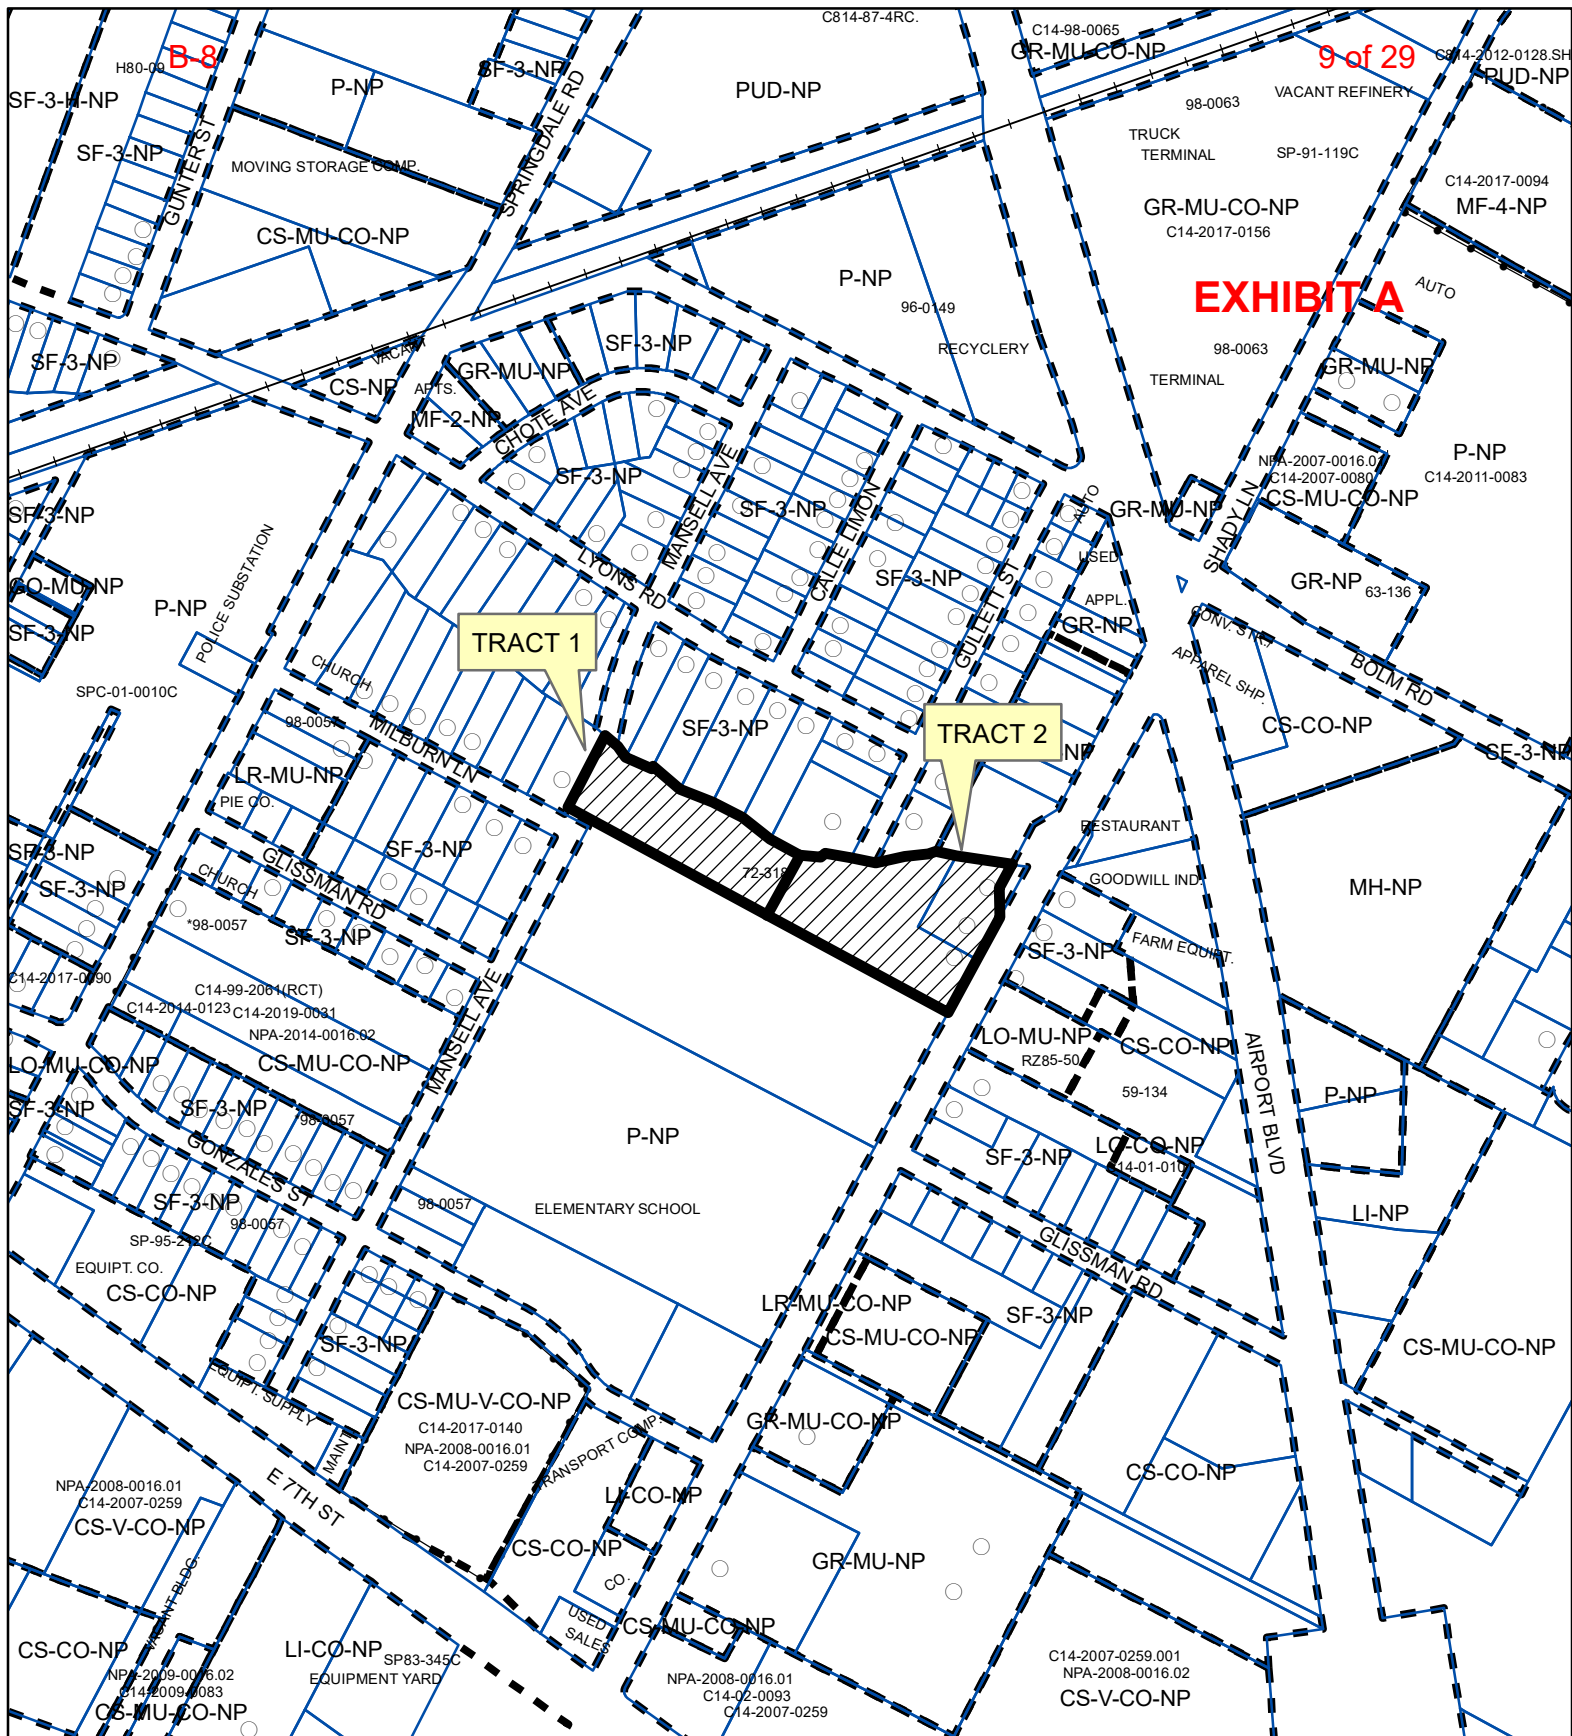 C814-87-4RC.
C14-98-0065
GR-MU-CO-NP
B-8
9 of 29
C814-2012-0128.SH
H80-09
SF-3-NP
P-NP
PUD-NP
PUD-NP
VACANT REFINERY
SF-3-H-NP
98-0063
SPRINGDALE RD
TRUCK
TERMINAL
SP-91-119C
SF-3-NP
GUNTER ST
MOVING STORAGE COMP.
C14-2017-0094
MF-4-NP
GR-MU-CO-NP
C14-2017-0156
CS-MU-CO-NP
P-NP
96-0149
EXHIBIT A
AUTO
RECYCLERY
98-0063
TERMINAL
GR-MU-NP
SF-3-NP
VACANT
SF-3-NP
GR-MU-NP
CS-NP
APTS.
MF-2-NP
CHOTE AVE
P-NP
C14-2011-0083
NPA-2007-0016.01
C14-2007-0080
CS-MU-CO-NP
SF-3-NP
MANSELL AVE
SF-3-NP
CALLE LIMON
AUTO
GR-MU-NP
SHADY LN
SF-3-NP
USED
LYONS RD
SF-3-NP
GULLETT ST
APPL.
GR-NP
GR-NP
63-136
GO-MU-NP
P-NP
POLICE SUBSTATION
SF-3-NP
CONV. STR./
APPAREL SHP.
BOLM RD
TRACT 1
CHURCH
SPC-01-0010C
98-0057
MILBURN LN
SF-3-NP
TRACT 2
NP
CS-CO-NP
SF-3-NP
LR-MU-NP
PIE CO.
RESTAURANT
SF-3-NP
SF-3-NP
GLISSMAN RD
CHURCH
SF-3-NP
72-318
GOODWILL IND.
MH-NP
*98-0057
SF-3-NP
SF-3-NP
FARM EQUIPT.
C14-2017-0090
C14-99-2061(RCT)
C14-2014-0123
C14-2019-0031
NPA-2014-0016.02
CS-MU-CO-NP
MANSELL AVE
LO-MU-NP
RZ85-50
CS-CO-NP
AIRPORT BLVD
LO-MU-CO-NP
SF-3-NP
SF-3-NP
98-0057
59-134
P-NP
P-NP
GONZALES ST
SF-3-NP
LO-CO-NP
SF-3-NP
98-0057
98-0057
ELEMENTARY SCHOOL
LI-NP
SP-95-212C
EQUIPT. CO.
CS-CO-NP
GLISSMAN RD
LR-MU-CO-NP
SF-3-NP
CS-MU-CO-NP
SF-3-NP
CS-MU-CO-NP
EQUIPT. SUPPLY
MAINT.
CS-MU-V-CO-NP
C14-2017-0140
NPA-2008-0016.01
C14-2007-0259
TRANSPORT COMP.
GR-MU-CO-NP
CS-CO-NP
E 7TH ST
NPA-2008-0016.01
C14-2007-0259
CS-V-CO-NP
LI-CO-NP
CS-CO-NP
CO.
GR-MU-NP
VACANT BLDG.
USED
SALES
CS-MU-CO-NP
CS-CO-NP
LI-CO-NP
SP83-345C
EQUIPMENT YARD
NPA-2009-0016.02
C14-2009-0083
CS-MU-CO-NP
NPA-2008-0016.01
C14-02-0093
C14-2007-0259
C14-2007-0259.001
NPA-2008-0016.02
CS-V-CO-NP